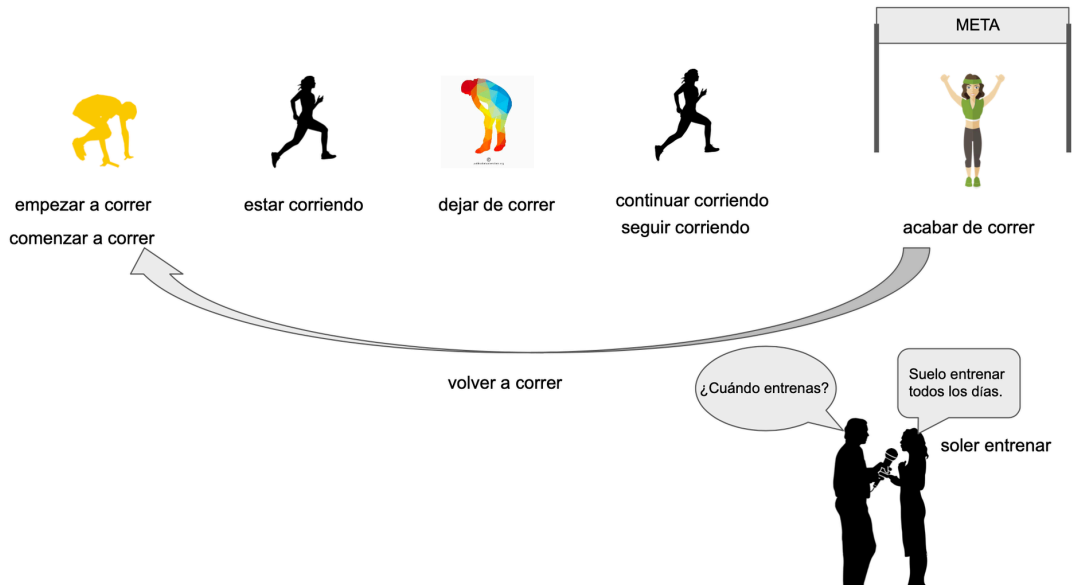 META
empezar a correr
comenzar a correr
estar corriendo
dejar de correr
continuar corriendo
seguir corriendo
acabar de correr
volver a correr
¿Cuándo entrenas?
Suelo entrenar
todos los días.
soler entrenar